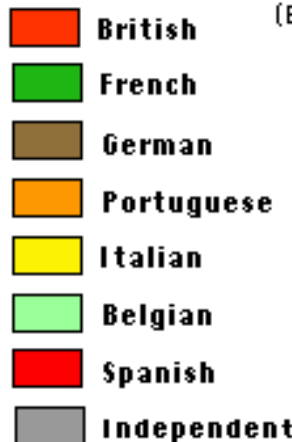 (B
British
French
German
Portuguese
Italian
Belgian
Spanish
Independent